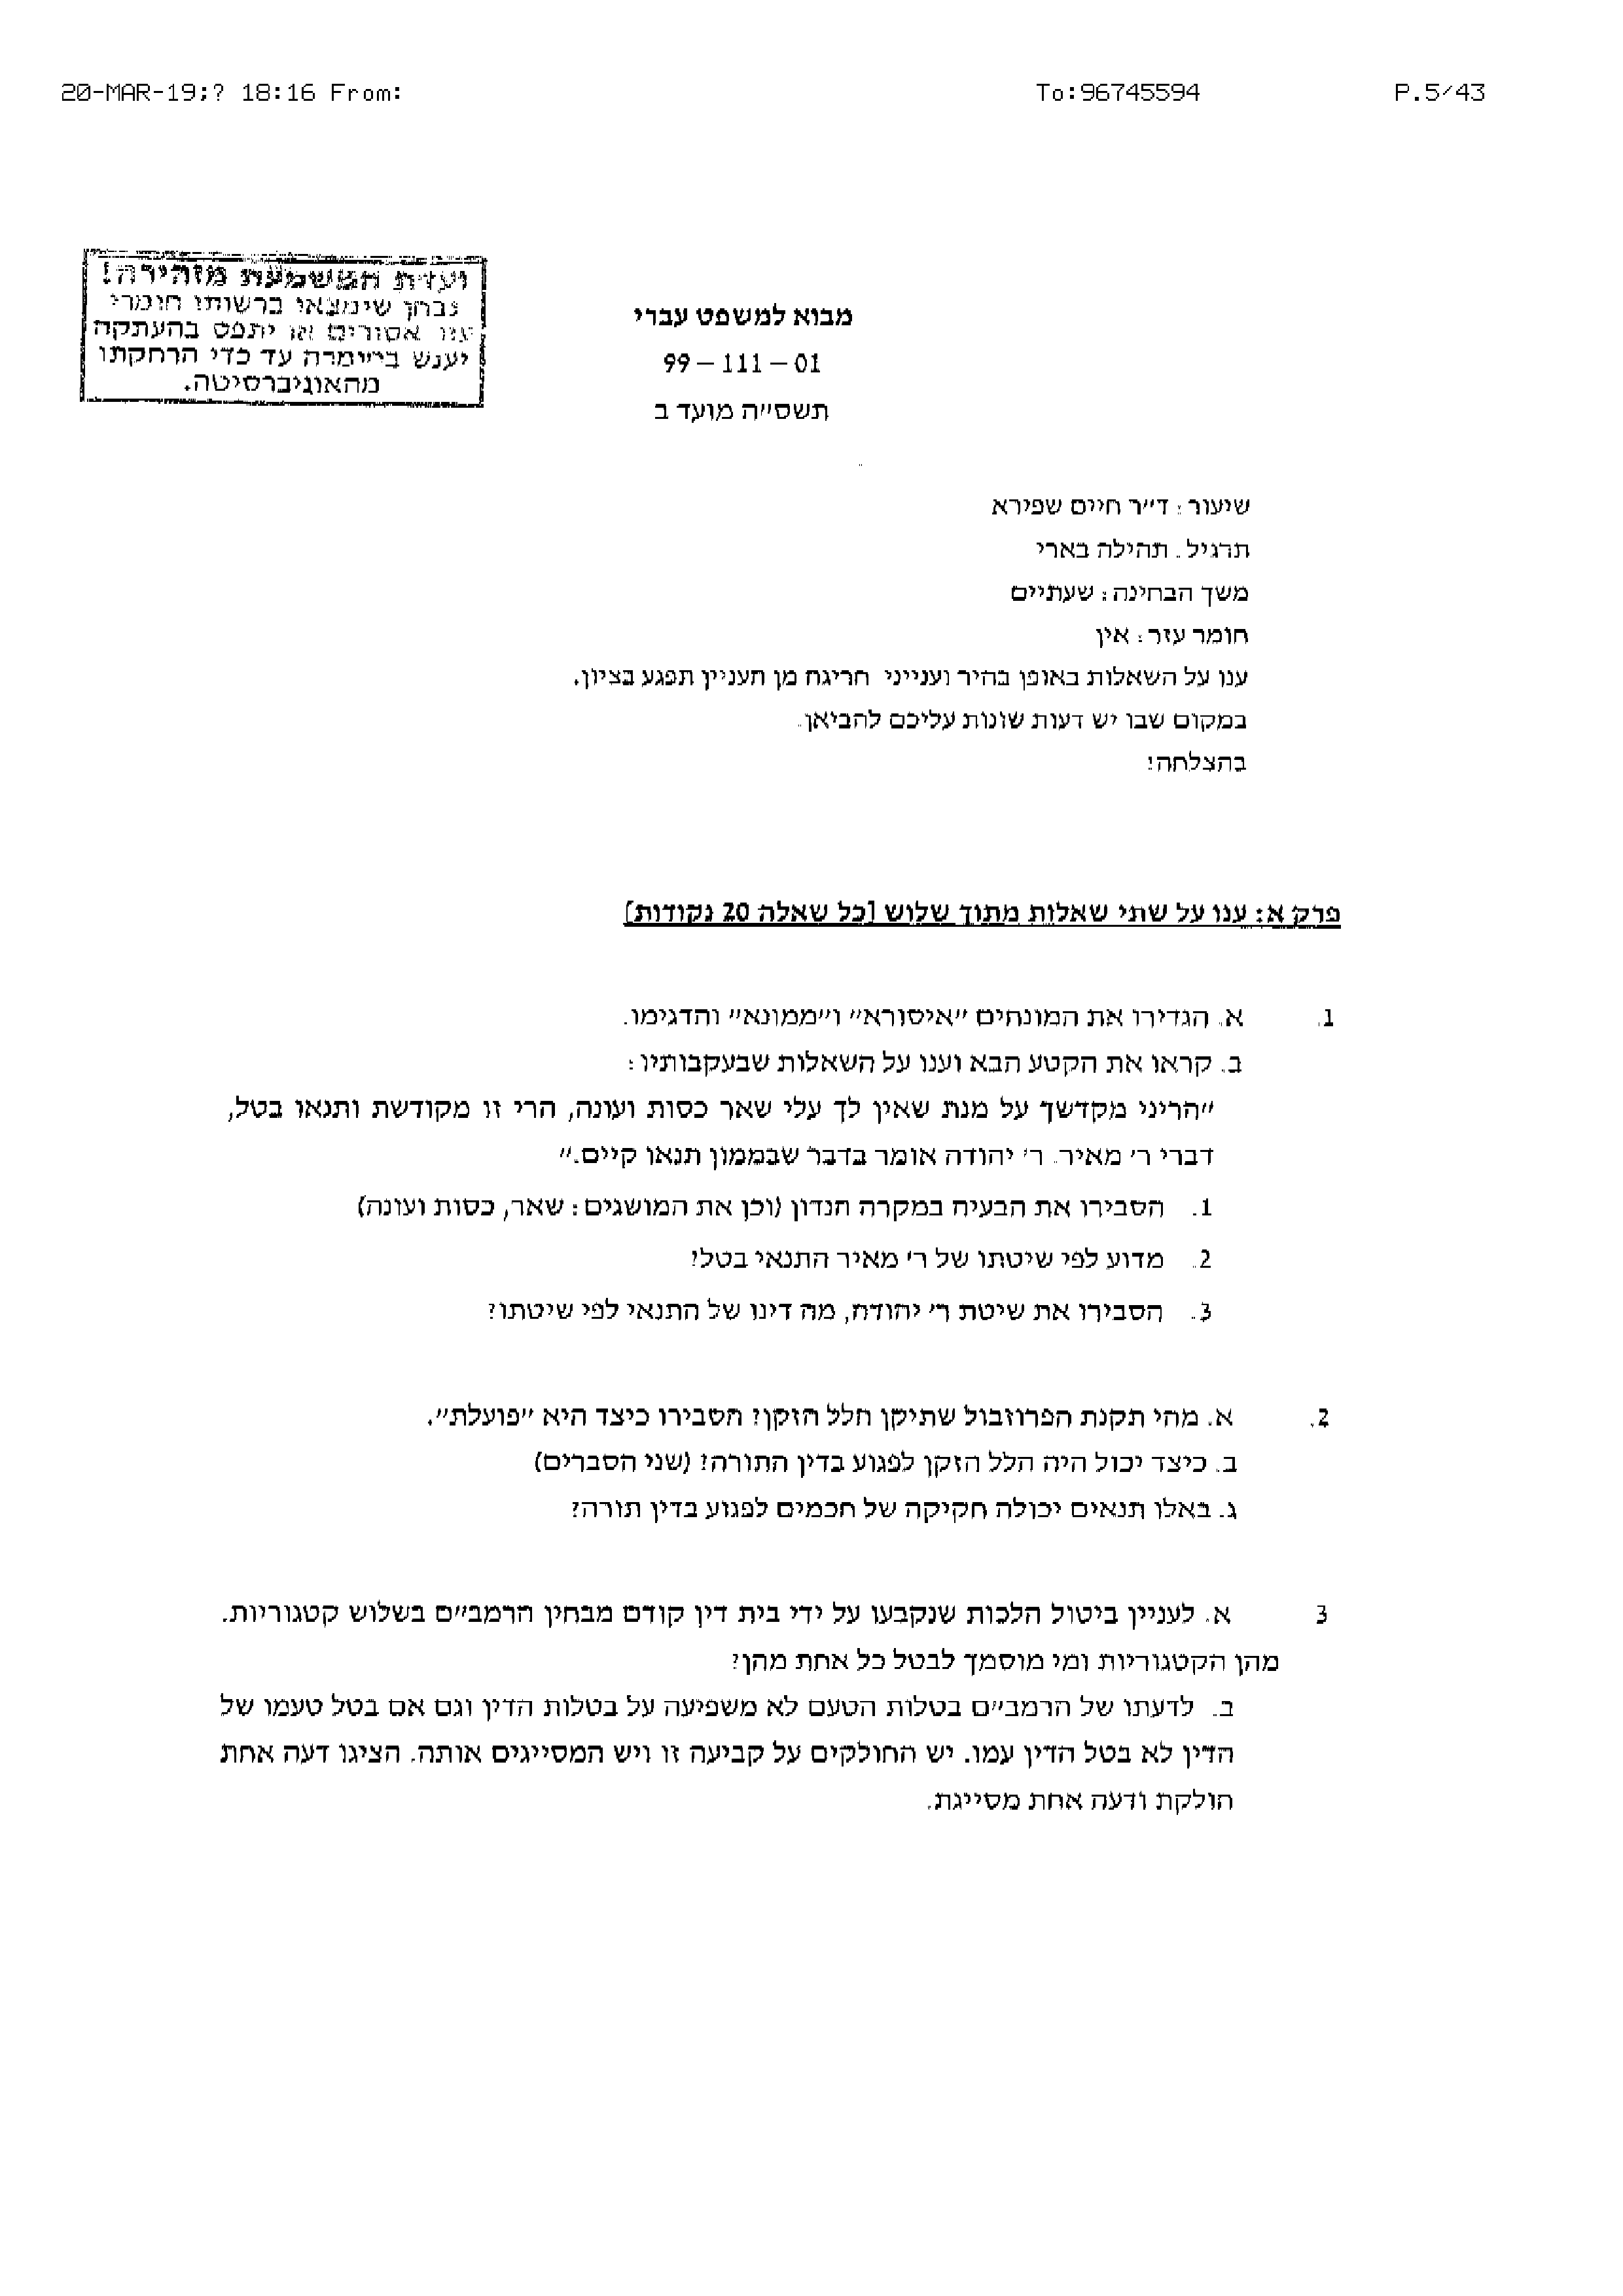 20-MAR-19;? 18:16 From: To:96745594 P.5/43
ועדת המשמעת מזהירה!
נבחן שימצאו ברשותו חומרי
עזר אסורים או יתפס בהעתקה
יענש בחומרה עד כדי הרחקתו
מהאוניברסיטה.
מבוא למשפט עברי
99 – 111 – 01
תשס״ה מועד ב
שיעור: ד״ר חיים שפירא
תרגיל. תהילה בארי
משך הבחינה: שעתיים
חומר עזר: אין
ענו על השאלות באופן בהיר וענייני חריגה מן העניין תפגע בציון.
במקום שבו יש דעות שונות עליכם להביאן.
בהצלחה!
פרק א: ענו על שתי שאלות מתוך שלוש [כל שאלה 20 נקודות]
1. א. הגדירו את המונחים ״איסורא״ ו״ממונא״ והדגימו.
ב. קראו את הקטע הבא וענו על השאלות שבעקבותיו:
״הריני מקדשך על מנת שאין לך עלי שאר כסות ועונה, הרי זו מקודשת ותנאו בטל,
דברי ר׳ מאיר. ר׳ יהודה אומר בדבר שבממון תנאו קיים.״
1. הסבירו את הבעיה במקרה הנדון (וכן את המושגים: שאר, כסות ועונה)
2. מדוע לפי שיטתו של ר׳ מאיר התנאי בטל?
3. הסבירו את שיטת ר׳ יהודה, מה דינו של התנאי לפי שיטתו?
2. א. מהי תקנת הפרוזבול שתיקן הלל הזקן? הסבירו כיצד היא ״פועלת״.
ב. כיצד יכול היה הלל הזקן לפגוע בדין התורה? (שני הסברים)
ג. באלו תנאים יכולה חקיקה של חכמים לפגוע בדין תורה?
3 א. לעניין ביטול הלכות שנקבעו על ידי בית דין קודם מבחין הרמב״ם בשלוש קטגוריות.
מהן הקטגוריות ומי מוסמך לבטל כל אחת מהן?
ב. לדעתו של הרמב״ם בטלות הטעם לא משפיעה על בטלות הדין וגם אם בטל טעמו של
הדין לא בטל הדין עמו. יש החולקים על קביעה זו ויש המסייגים אותה. הציגו דעה אחת
חולקת ודעה אחת מסייגת.